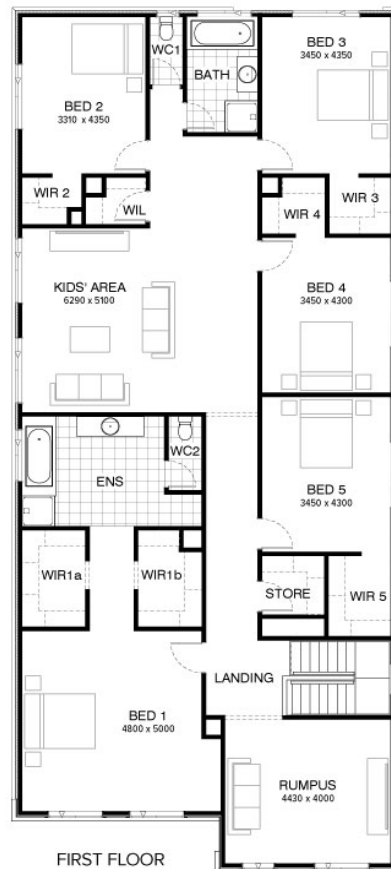 WC1
BED 3
3450 x 4350
BATH
BED 2
3310 x 4350
WIR 2
WIL
WIR 4
WIR 3
KIDS' AREA
6290 x 5100
BED 4
3450 x 4300
WC2
ENS
BED 5
3450 x 4300
WIR1a
WIR1b
STORE
WIR 5
LANDING
BED 1
4800 x 5000
RUMPUS
4430 x 4000
FIRST FLOOR